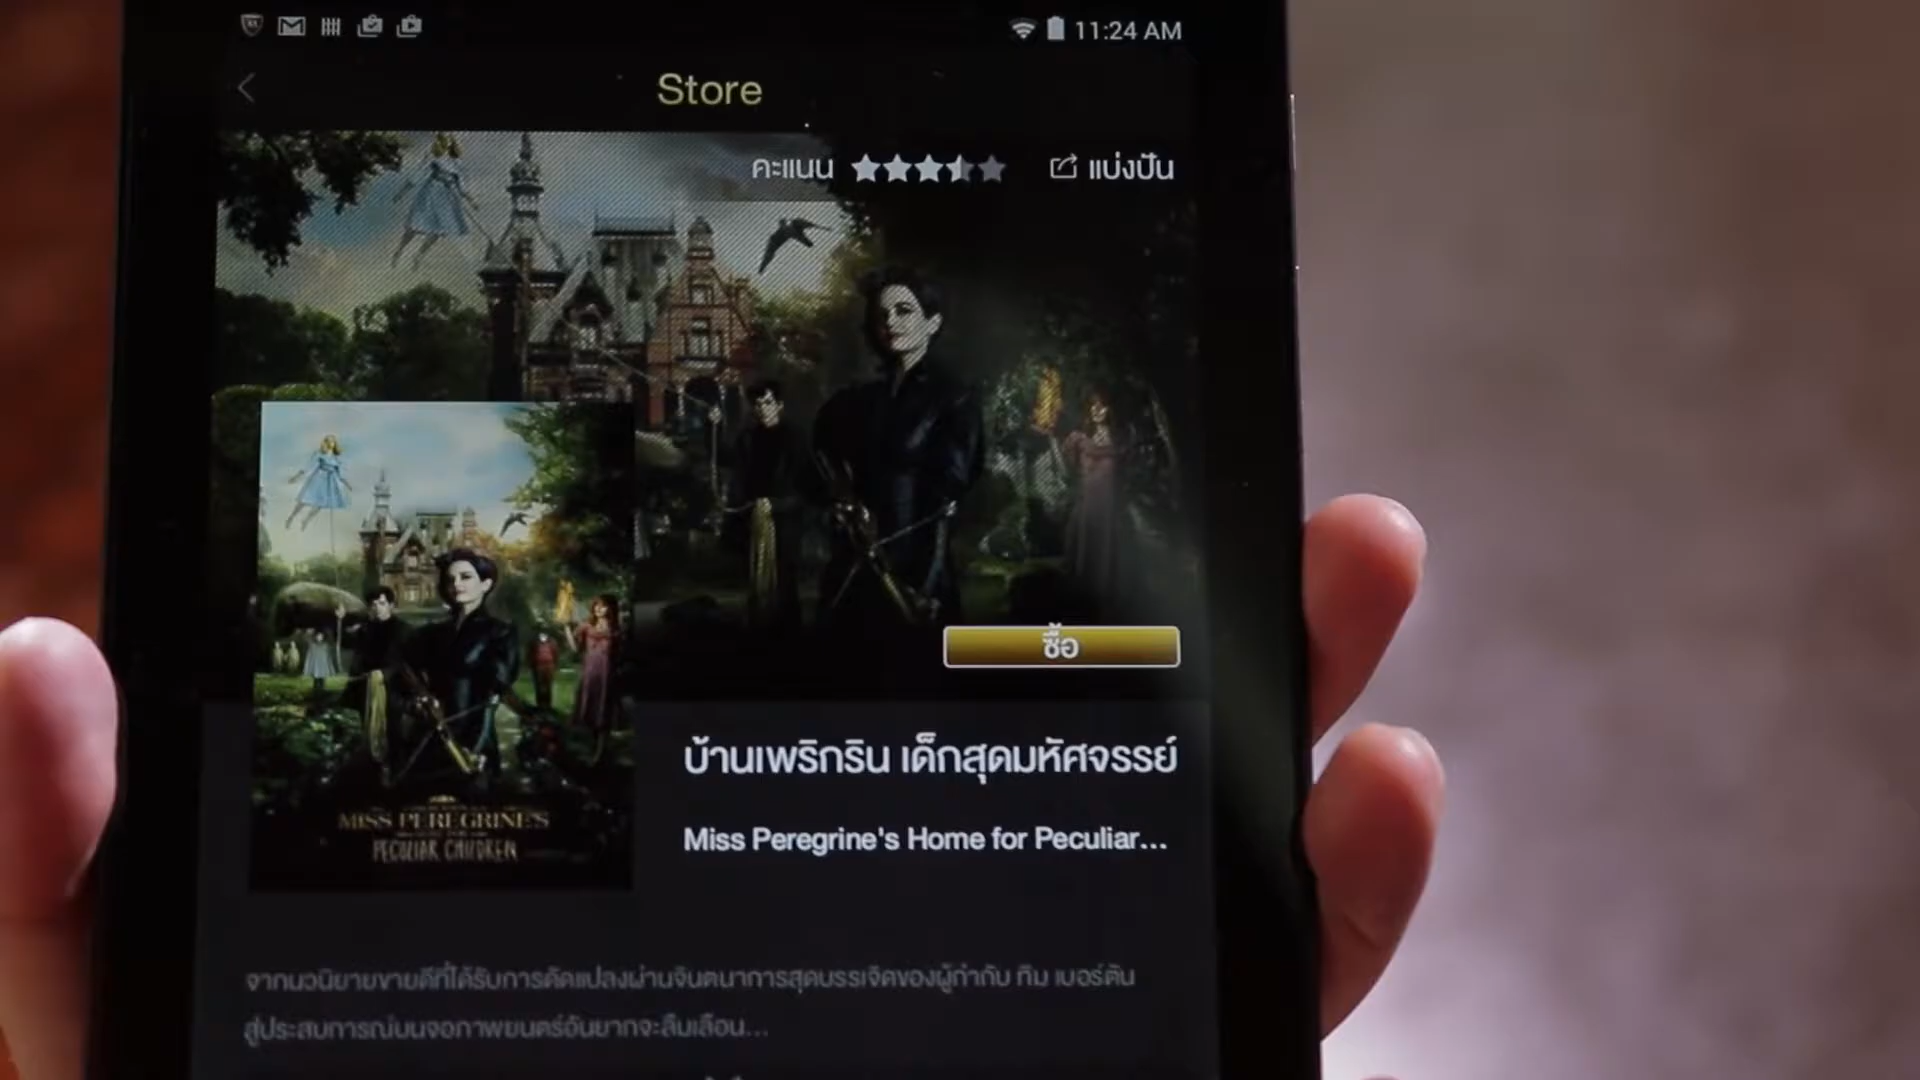 11:24 AM
Store
คะแนน
แบ่งปัน
MISS PEREGRINE'S
PECULIAR CHILDREN
ซื้อ
บ้านเพริกริน เด็กสุดมหัศจรรย์
Miss Peregrine's Home for Peculiar...
จากนวนิยายขายดีที่ได้รับการดัดแปลงผ่านจินตนาการสุดบรรเจิดของผู้กำกับ ทิม เบอร์ตัน
สู่ประสบการณ์บนจอภาพยนตร์อันยากจะลืมเลือน...